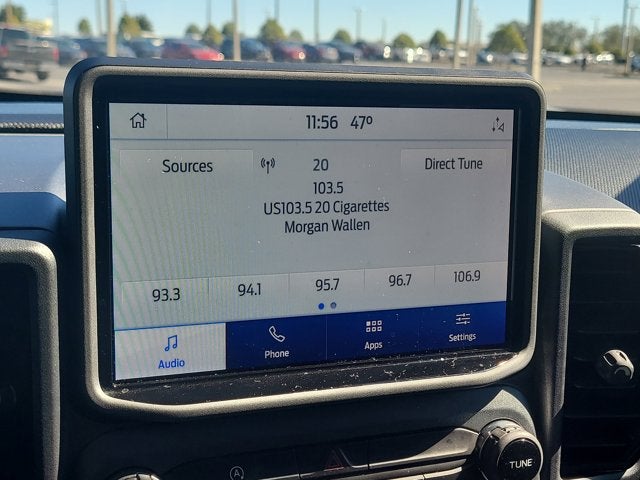 11:56 47°
Sources 20 Direct Tune
103.5
US103.5 20 Cigarettes
Morgan Wallen
93.3 94.1 95.7 96.7 106.9
Audio Phone Apps Settings
A
TUNE